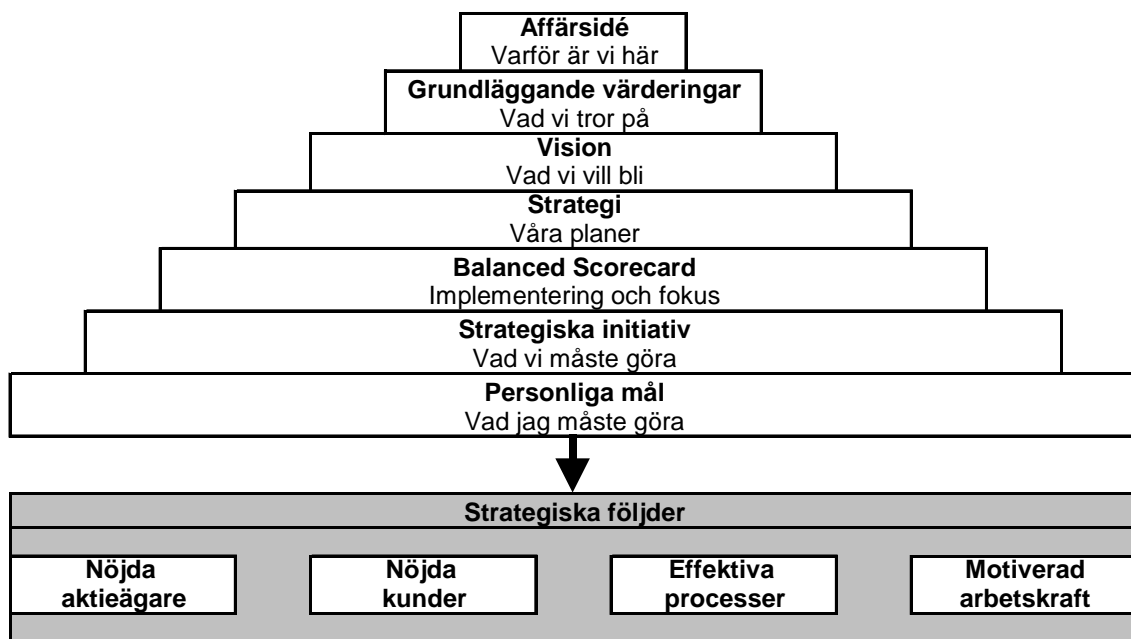 Affärsidé
Varför är vi här
Grundläggande värderingar
Vad vi tror på
Vision
Vad vi vill bli
Strategi
Våra planer
Balanced Scorecard
Implementering och fokus
Strategiska initiativ
Vad vi måste göra
Personliga mål
Vad jag måste göra
Strategiska följder
Nöjda
aktieägare
Nöjda
kunder
Effektiva
processer
Motiverad
arbetskraft